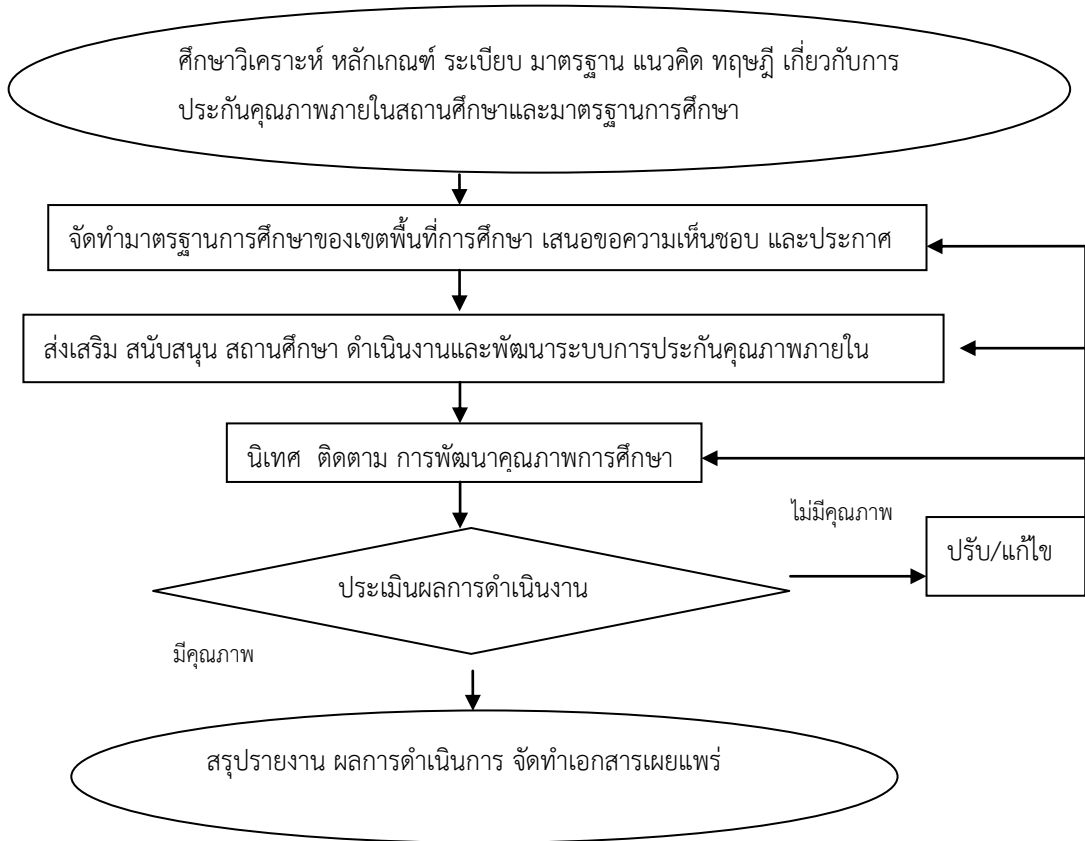 ศึกษาวิเคราะห์ หลักเกณฑ์ ระเบียบ มาตรฐาน แนวคิด ทฤษฎี เกี่ยวกับการ
ประกันคุณภาพภายในสถานศึกษาและมาตรฐานการศึกษา
จัดทำมาตรฐานการศึกษาของเขตพื้นที่การศึกษา เสนอขอความเห็นชอบ และประกาศ
ส่งเสริม สนับสนุน สถานศึกษา ดำเนินงานและพัฒนาระบบการประกันคุณภาพภายใน
นิเทศ ติดตาม การพัฒนาคุณภาพการศึกษา
ไม่มีคุณภาพ
ปรับ/แก้ไข
ประเมินผลการดำเนินงาน
มีคุณภาพ
สรุปรายงาน ผลการดำเนินการ จัดทำเอกสารเผยแพร่